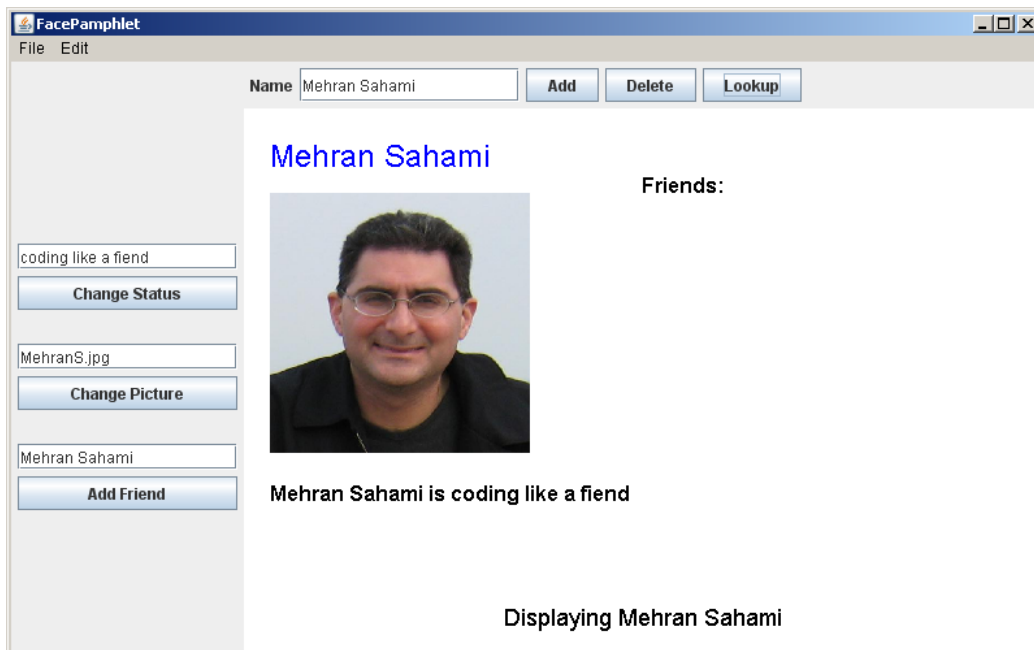 FacePamphlet
File Edit
Name Mehran Sahami Add Delete Lookup
Mehran Sahami
Friends:
coding like a fiend
Change Status
MehranS.jpg
Change Picture
Mehran Sahami
Add Friend
Mehran Sahami is coding like a fiend
Displaying Mehran Sahami